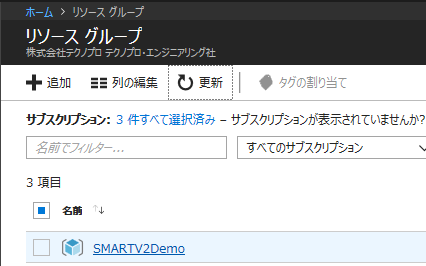 ホーム > リソース グループ
リソース グループ
株式会社テクノプロ テクノプロ・エンジニアリング社
追加 列の編集 更新 タグの割り当て
サブスクリプション: 3 件すべて選択済み – サブスクリプションが表示されていませんか?
名前でフィルター... すべてのサブスクリプション
3 項目
名前 ↑↓
SMARTV2Demo